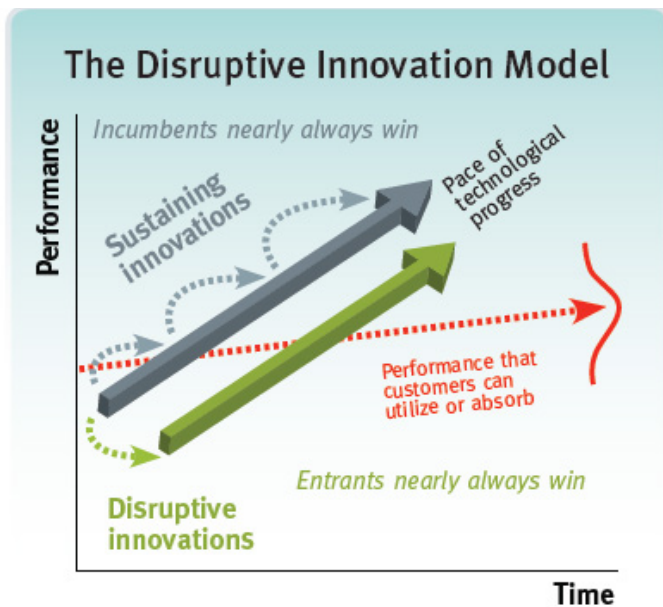 The Disruptive Innovation Model
Performance
Incumbents nearly always win
Sustaining
innovations
Pace of
technological
progress
Performance that
customers can
utilize or absorb
Entrants nearly always win
Disruptive
innovations
Time